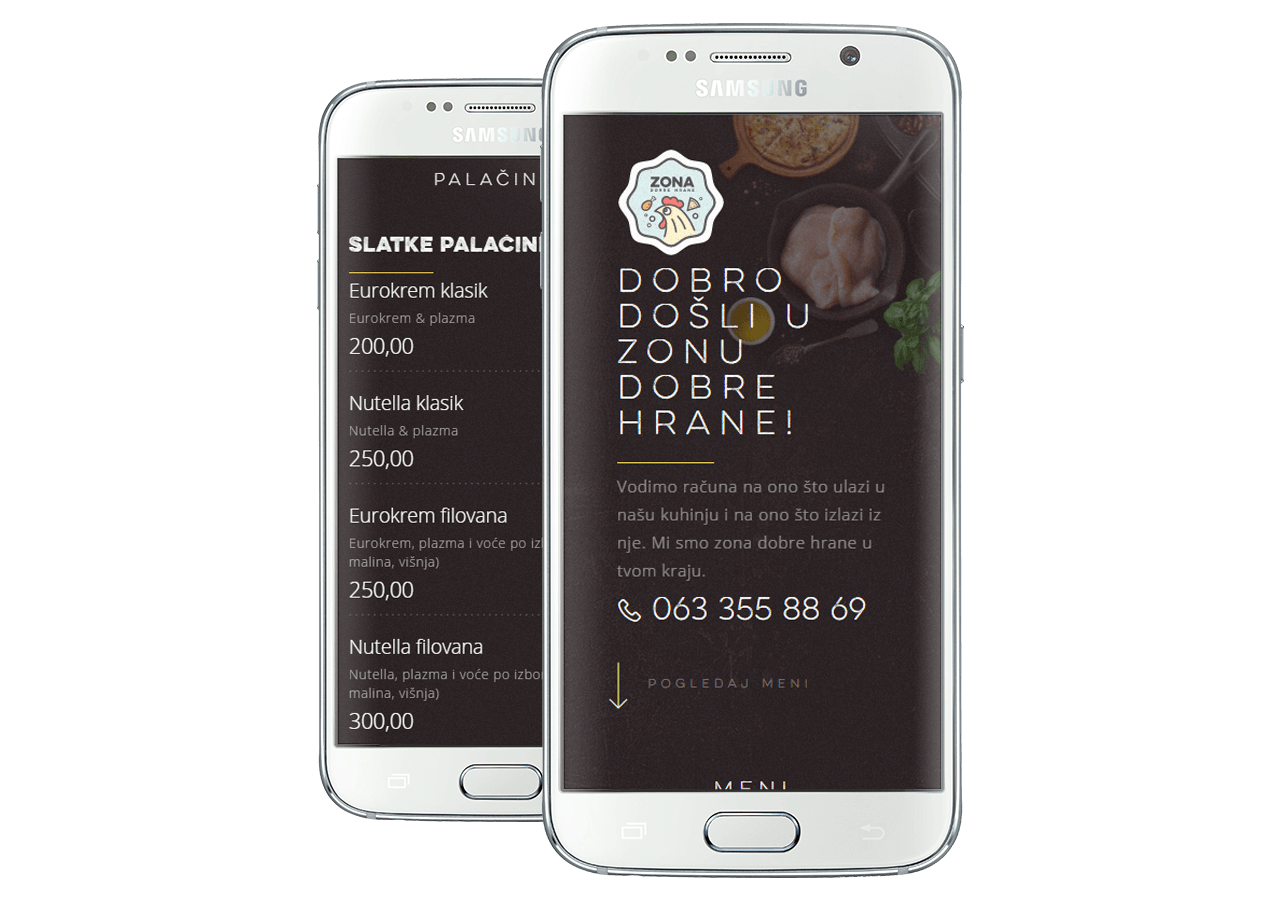 SAMSUNG
PALAČIN
SLATKE PALAČIN
Eurokrem klasik
Eurokrem & plazma
200,00
Nutella klasik
Nutella & plazma
250,00
Eurokrem filovana
Eurokrem, plazma i voće po iz
malina, višnja)
250,00
Nutella filovana
Nutella, plazma i voće po izbo
malina, višnja)
300,00
SAMSUNG
ZONA
DOBRE HRANE
DOBRO
DOŠLI U
ZONU
DOBRE
HRANE!
Vodimo računa na ono što ulazi u
našu kuhinju i na ono što izlazi iz
nje. Mi smo zona dobre hrane u
tvom kraju.
063 355 88 69
POGLEDAJ MENI
MENI